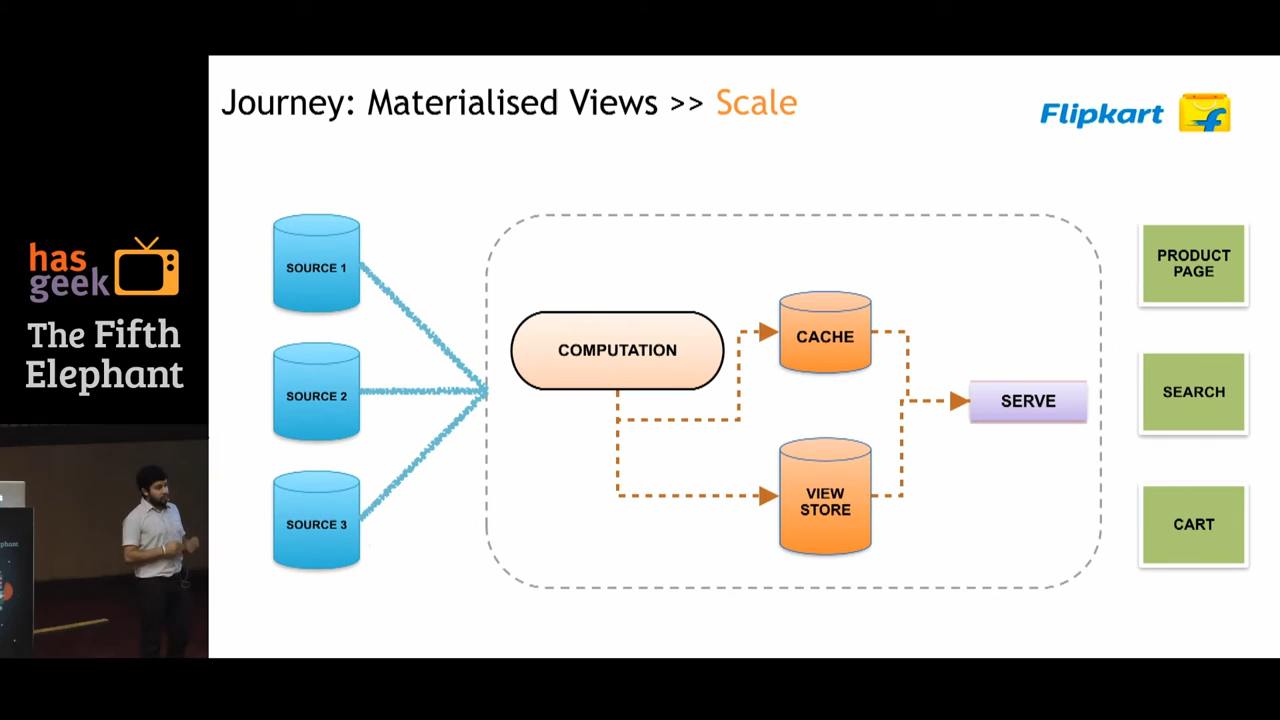 Journey: Materialised Views >> Scale
Flipkart
has
geek
The Fifth
Elephant
SOURCE 1
SOURCE 2
SOURCE 3
COMPUTATION
CACHE
VIEW
STORE
SERVE
PRODUCT
PAGE
SEARCH
CART